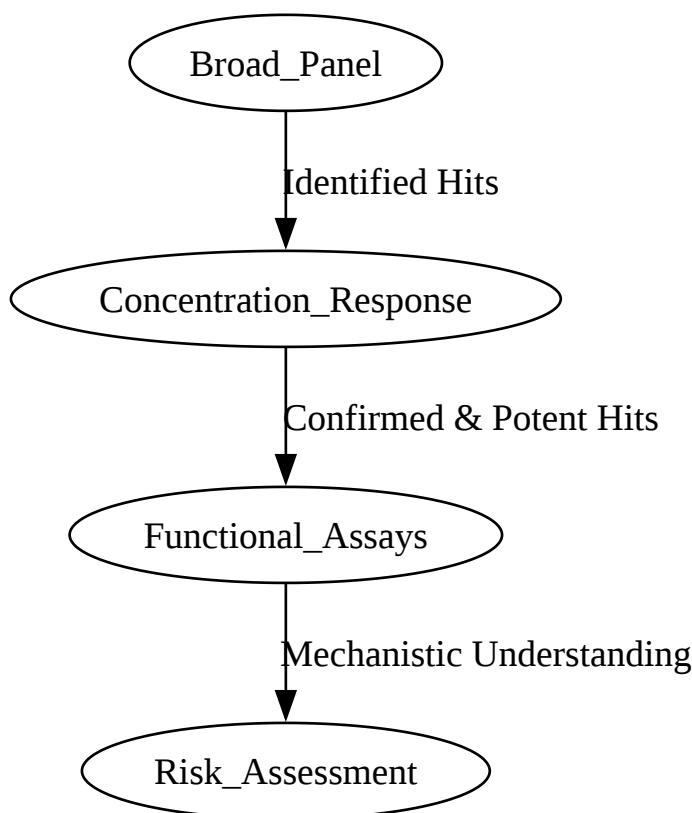 Broad_Panel
Identified Hits
Concentration_Response
Confirmed & Potent Hits
Functional_Assays
Mechanistic Understanding
Risk_Assessment